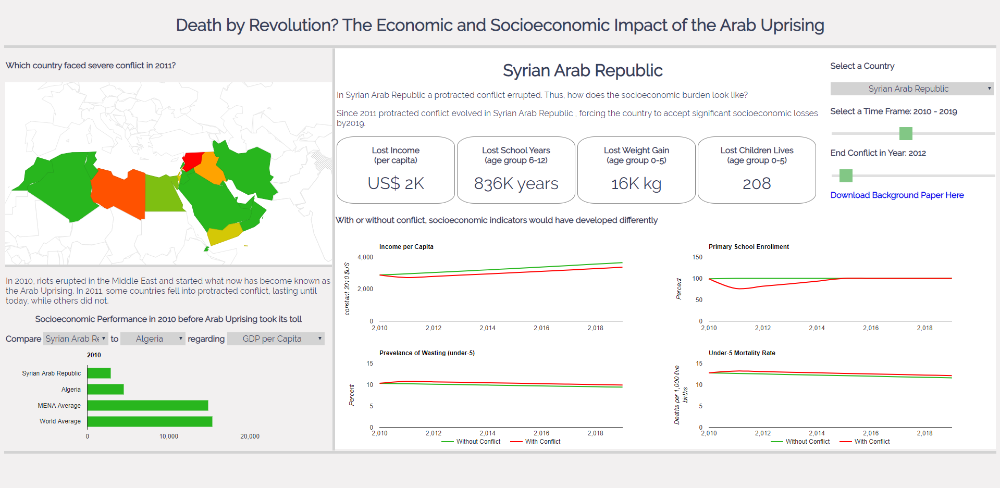 Death by Revolution? The Economic and Socioeconomic Impact of the Arab Uprising
Which country faced severe conflict in 2011?
In 2010, riots erupted in the Middle East and started what now has become known as
the Arab Uprising. In 2011, some countries fell into protracted conflict, lasting until
today, while others did not.
Socioeconomic Performance in 2010 before Arab Uprising took its toll
Compare Syrian Arab Re to Algeria regarding GDP per Capita
2010
Syrian Arab Republic
Algeria
MENA Average
World Average
0 10,000 20,000
Syrian Arab Republic
In Syrian Arab Republic a protracted conflict errupted. Thus, how does the socioeconomic burden look like?
Since 2011 protracted conflict evolved in Syrian Arab Republic , forcing the country to accept significant socioeconomic losses
by2019.
Lost Income
(per capita)
US$ 2K
Lost School Years
(age group 6-12)
836K years
Lost Weight Gain
(age group 0-5)
16K kg
Lost Children Lives
(age group 0-5)
208
Select a Country
Syrian Arab Republic
Select a Time Frame: 2010 - 2019
End Conflict in Year: 2012
Download Background Paper Here
With or without conflict, socioeconomic indicators would have developed differently
Income per Capita
constant 2010 $US
4,000
2,000
0
2,010 2,012 2,014 2,016 2,018
Primary School Enrollment
Percent
150
100
50
0
2,010 2,012 2,014 2,016 2,018
Prevelance of Wasting (under-5)
Percent
15
10
5
0
2,010 2,012 2,014 2,016 2,018
Without Conflict With Conflict
Under-5 Mortality Rate
Deaths per 1,000 live
births
15
10
5
0
2,010 2,012 2,014 2,016 2,018
Without Conflict With Conflict